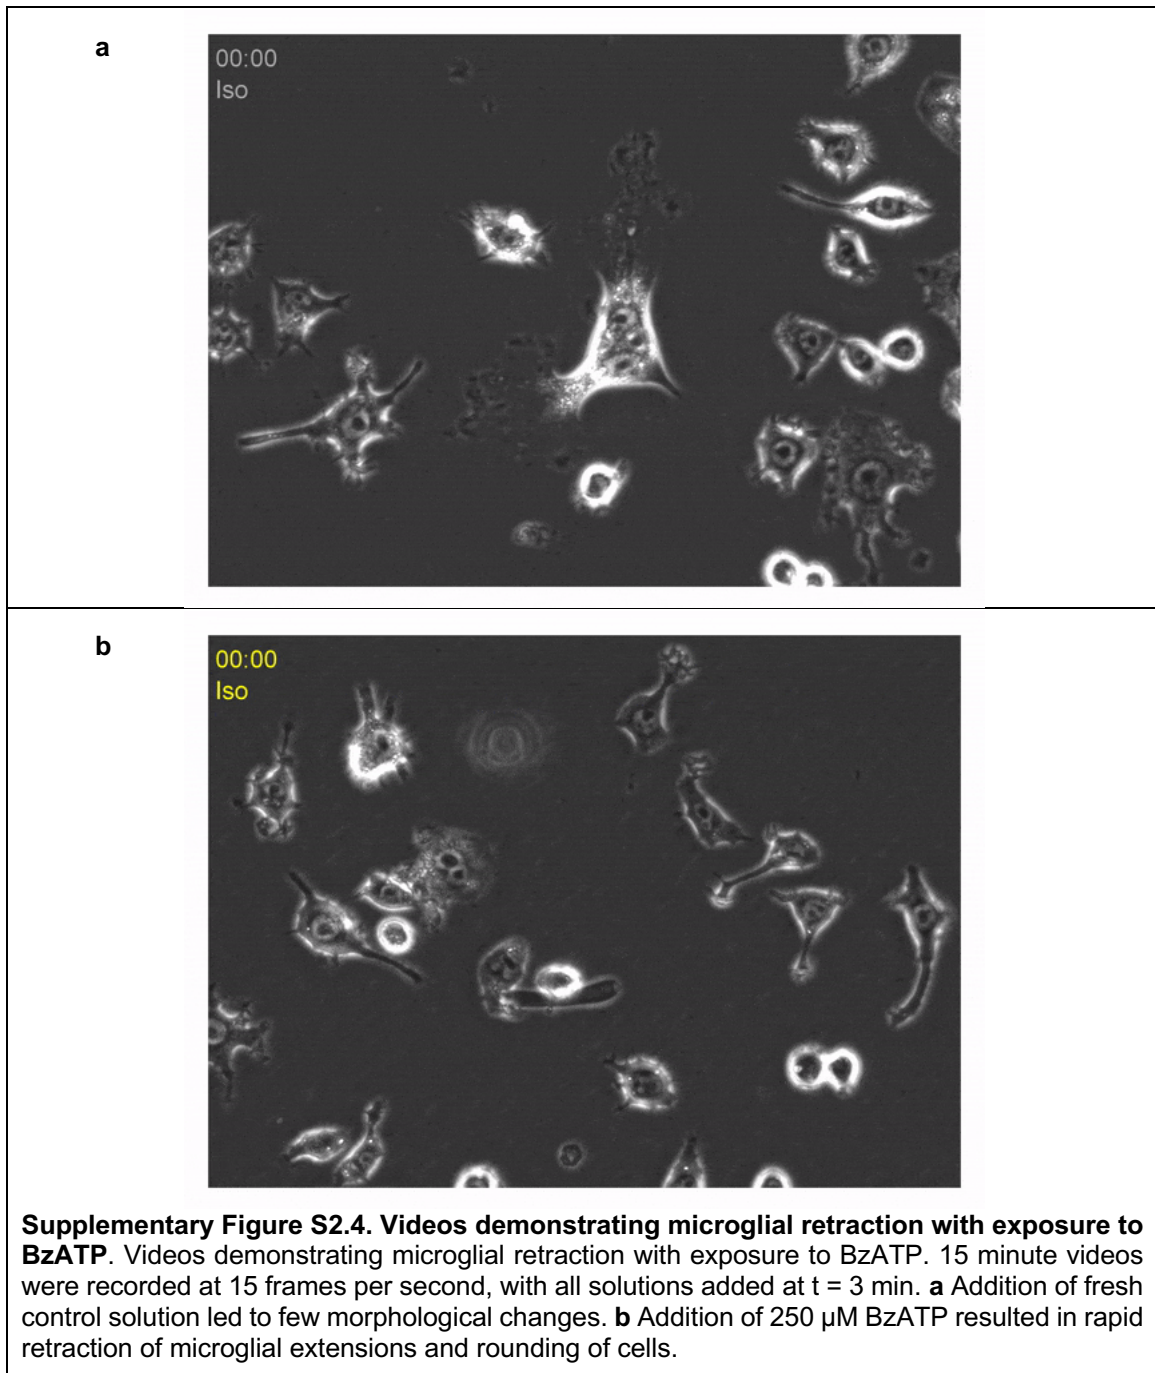 a
00:00
Iso
b
00:00
Iso
Supplementary Figure S2.4. Videos demonstrating microglial retraction with exposure to
BzATP. Videos demonstrating microglial retraction with exposure to BzATP. 15 minute videos
were recorded at 15 frames per second, with all solutions added at t = 3 min. a Addition of fresh
control solution led to few morphological changes. b Addition of 250 µM BzATP resulted in rapid
retraction of microglial extensions and rounding of cells.